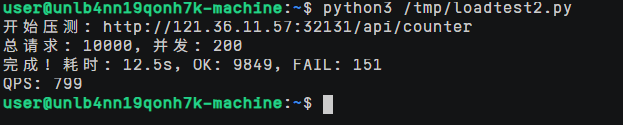 user@unlb4nn19qonh7k-machine:~$ python3 /tmp/loadtest2.py
开始压测: http://121.36.11.57:32131/api/counter
总请求: 10000, 并发: 200
完成! 耗时: 12.5s, OK: 9849, FAIL: 151
QPS: 799
user@unlb4nn19qonh7k-machine:~$